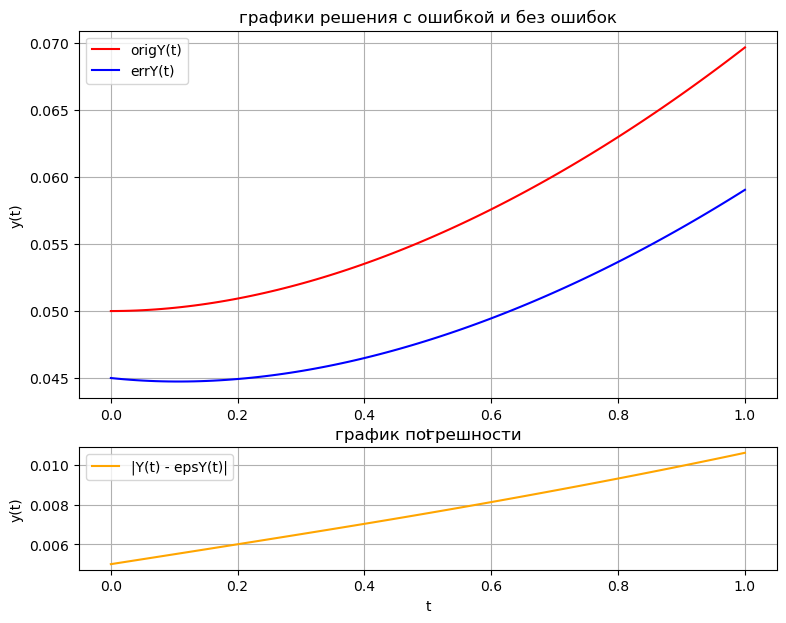 графики решения с ошибкой и без ошибок
origY(t)
errY(t)
y(t)
0.070
0.065
0.060
0.055
0.050
0.045
0.0 0.2 0.4 0.6 0.8 1.0
t
график погрешности
|Y(t) - epsY(t)|
y(t)
0.010
0.008
0.006
0.0 0.2 0.4 0.6 0.8 1.0
t